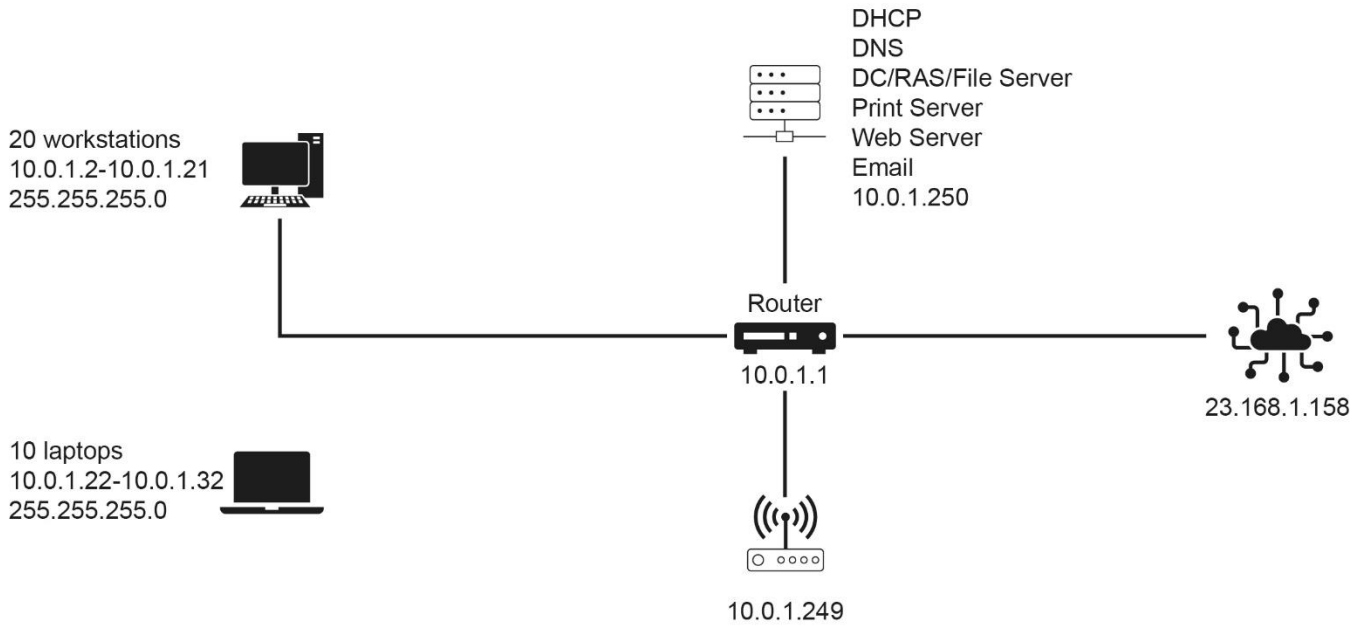 DHCP
DNS
DC/RAS/File Server
Print Server
Web Server
Email
10.0.1.250
20 workstations
10.0.1.2-10.0.1.21
255.255.255.0
Router
10.0.1.1
23.168.1.158
10 laptops
10.0.1.22-10.0.1.32
255.255.255.0
10.0.1.249